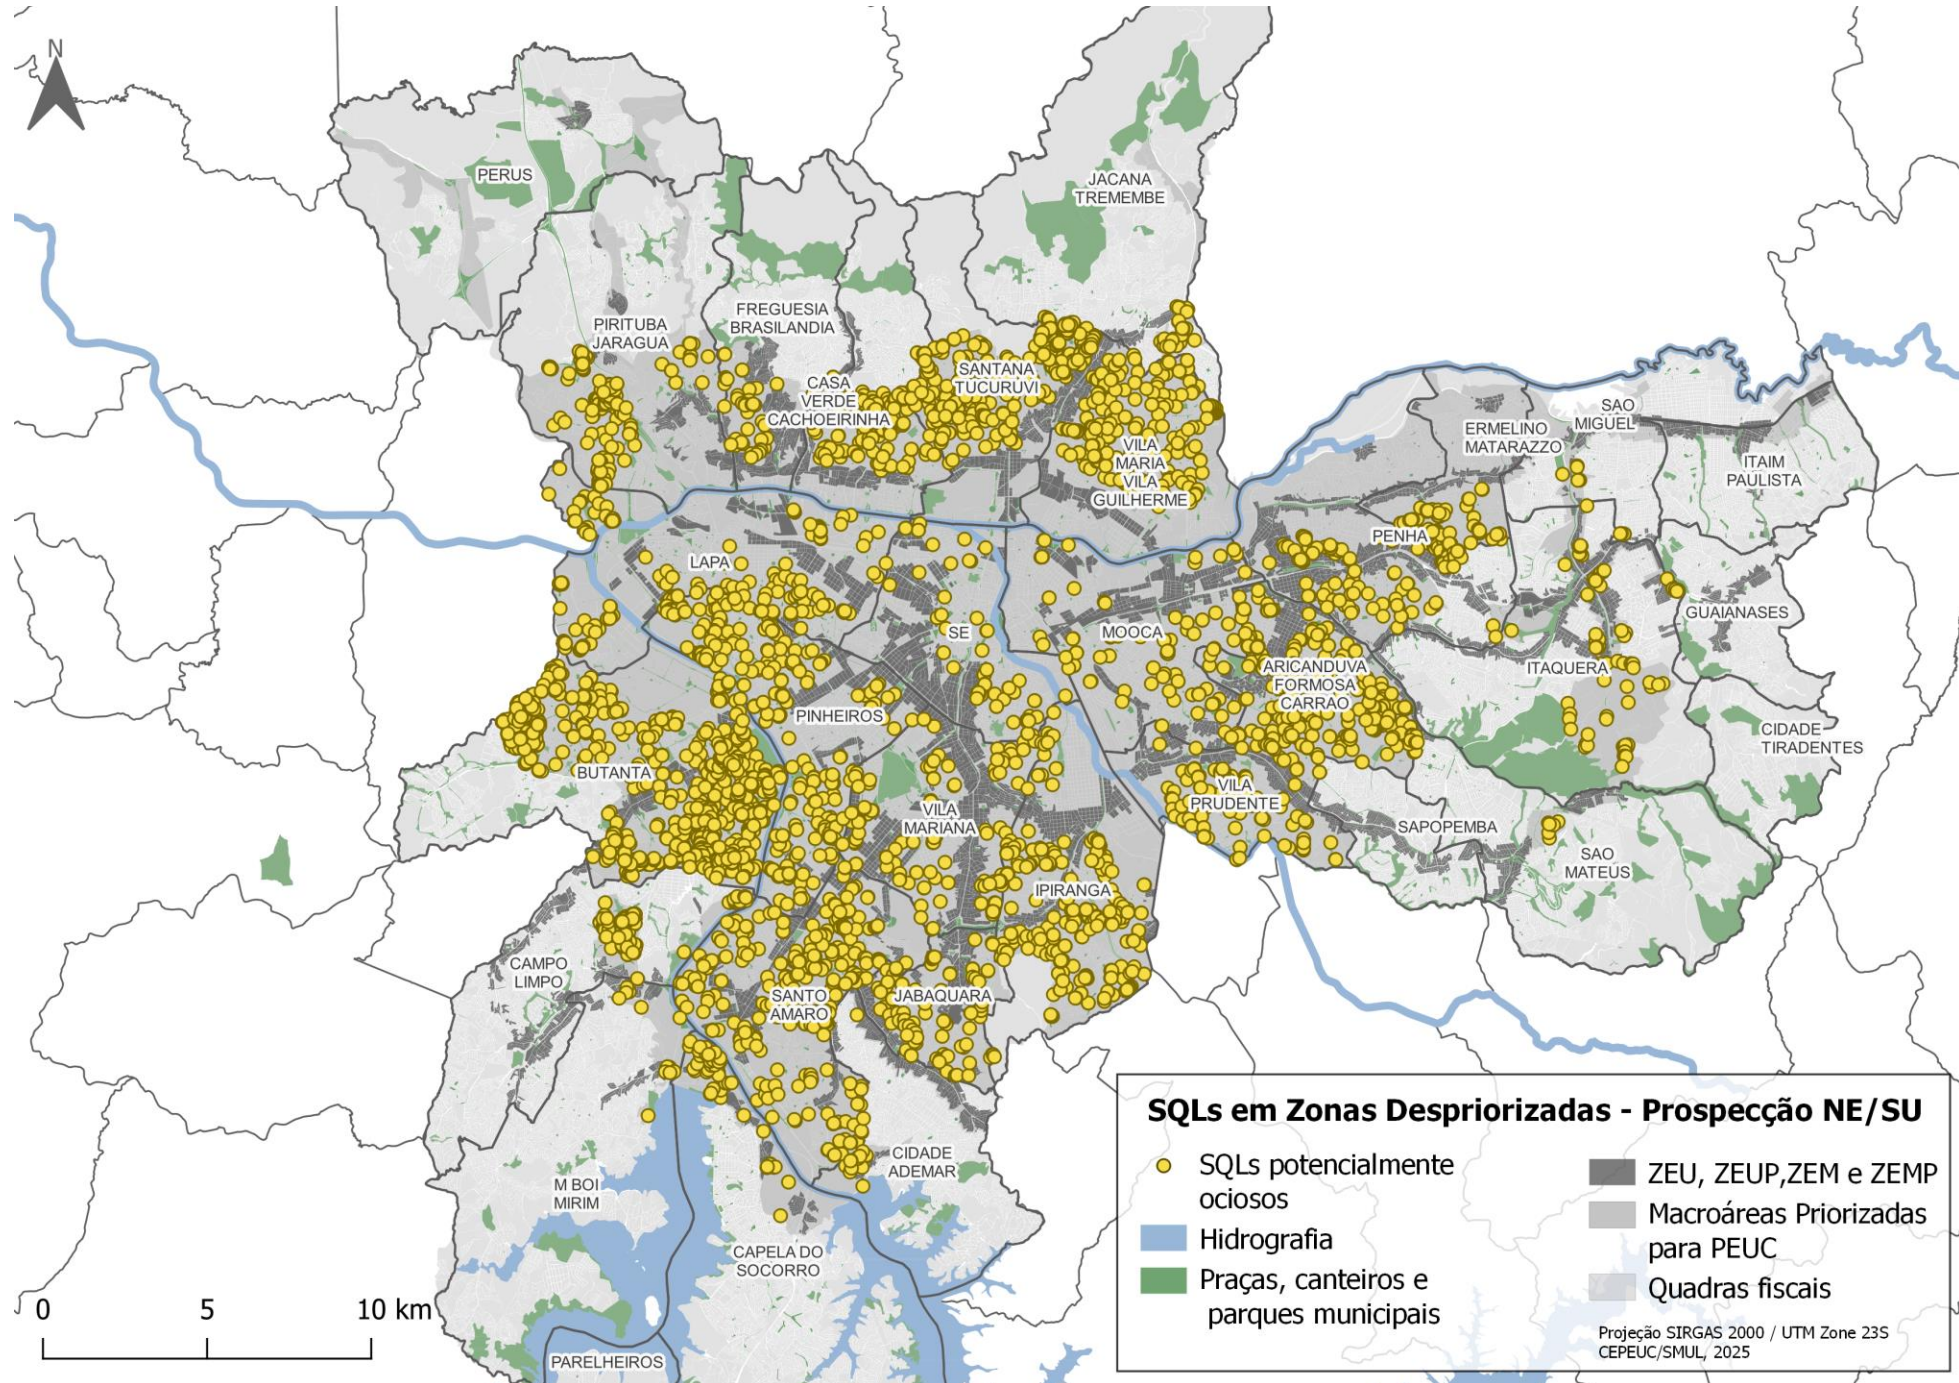 N
PERUS
JACANA
TREMEMBE
PIRITUBA
JARAGUA
FREGUESIA
BRASILANDIA
CASA
VERDE
CACHOEIRINHA
SANTANA
TUCURUVI
VILA
MARIA
VILA
GUILHERME
ERMELINO
MATARAZZO
SAO
MIGUEL
ITAIM
PAULISTA
PENHA
LAPA
SE
MOOCA
GUAIANASES
ARICANDUVA
FORMOSA
CARRAO
ITAQUERA
PINHEIROS
CIDADE
TIRADENTES
BUTANTA
VILA
PRUDENTE
VILA
MARIANA
SAPOPEMBA
SAO
MATEUS
IPIRANGA
CAMPO
LIMPO
SANTO
AMARO
JABAQUARA
CIDADE
ADEMAR
M BOI
MIRIM
CAPELA DO
SOCORRO
PARELHEIROS
0 5 10 km
SQLs em Zonas Despriorizadas - Prospecção NE/SU
SQLs potencialmente
ociosos
Hidrografia
Praças, canteiros e
parques municipais
ZEU, ZEUP,ZEM e ZEMP
Macroáreas Priorizadas
para PEUC
Quadras fiscais
Projeção SIRGAS 2000 / UTM Zone 23S
CEPEUC/SMUL, 2025